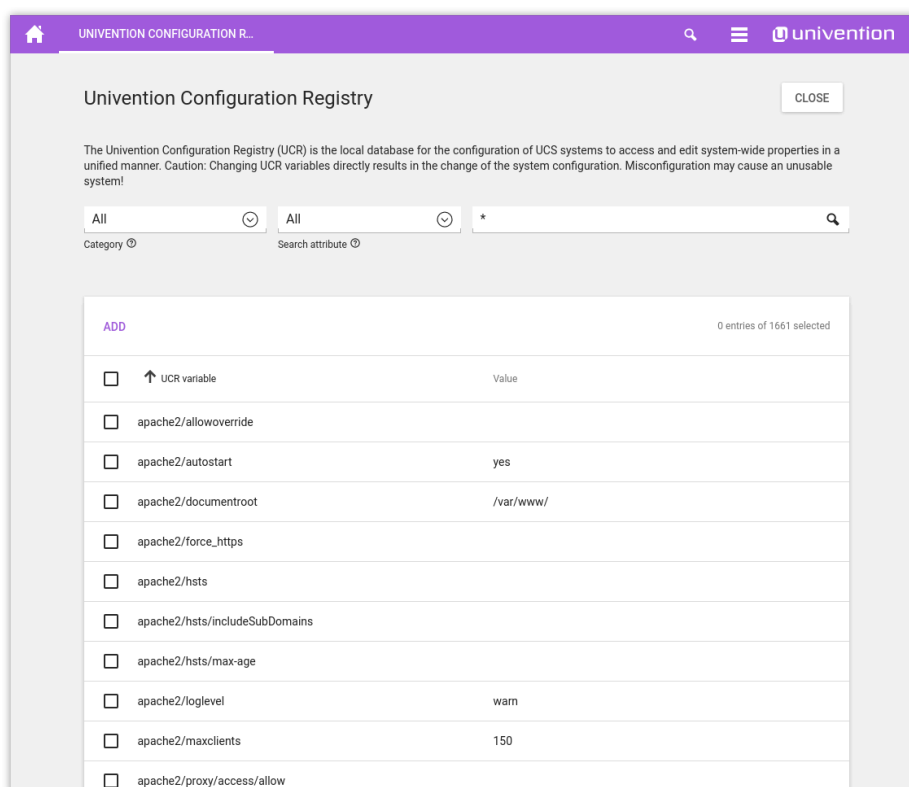 UNIVENTION CONFIGURATION R... univention
Univention Configuration Registry CLOSE
The Univention Configuration Registry (UCR) is the local database for the configuration of UCS systems to access and edit system-wide properties in a
unified manner. Caution: Changing UCR variables directly results in the change of the system configuration. Misconfiguration may cause an unusable
system!
All All *
Category Search attribute
ADD 0 entries of 1661 selected
UCR variable Value
apache2/allowoverride
apache2/autostart yes
apache2/documentroot /var/www/
apache2/force_https
apache2/hsts
apache2/hsts/includeSubDomains
apache2/hsts/max-age
apache2/loglevel warn
apache2/maxclients 150
apache2/proxy/access/allow